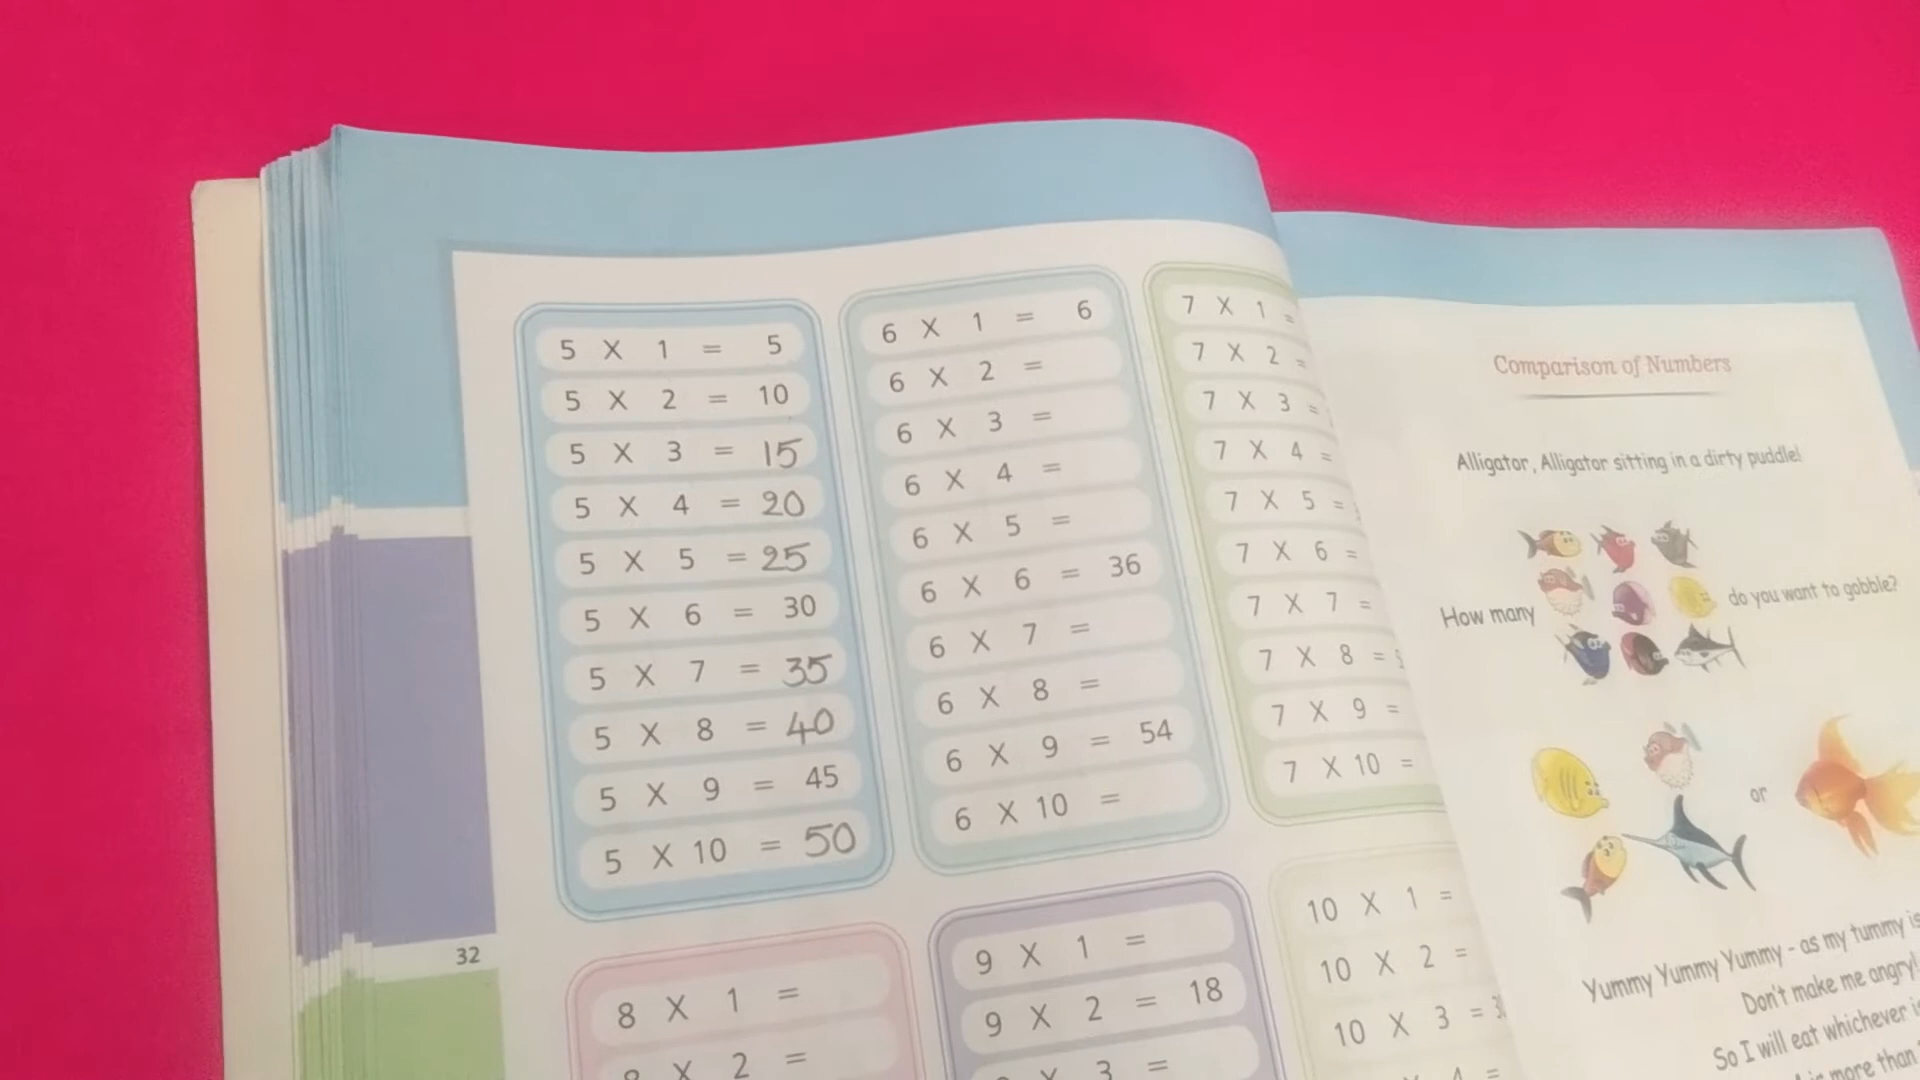 5 X 1 = 5
5 X 2 = 10
5 X 3 = 15
5 X 4 = 20
5 X 5 = 25
5 X 6 = 30
5 X 7 = 35
5 X 8 = 40
5 X 9 = 45
5 X 10 = 50
6 X 1 = 6
6 X 2 =
6 X 3 =
6 X 4 =
6 X 5 =
6 X 6 = 36
6 X 7 =
6 X 8 =
6 X 9 = 54
6 X 10 =
7 X 1 =
7 X 2 =
7 X 3 =
7 X 4 =
7 X 5 =
7 X 6 =
7 X 7 =
7 X 8 =
7 X 9 =
7 X 10 =
8 X 1 =
X 2 =
9 X 1 =
9 X 2 = 18
X 3 =
10 X 1 =
10 X 2 =
10 X 3 =
32
Comparison of Numbers
Alligator, Alligator sitting in a dirty puddle!
How many do you want to gobble?
or
Yummy Yummy Yummy - as my tummy is
Don't make me angry!
So I will eat whichever
is more than